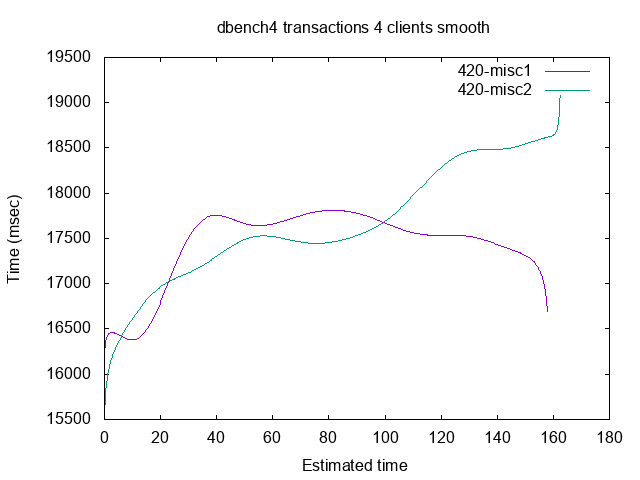 dbench4 transactions 4 clients smooth
19500
19000
18500
18000
17500
17000
16500
16000
15500
Time (msec)
420-misc1
420-misc2
0 20 40 60 80 100 120 140 160 180
Estimated time